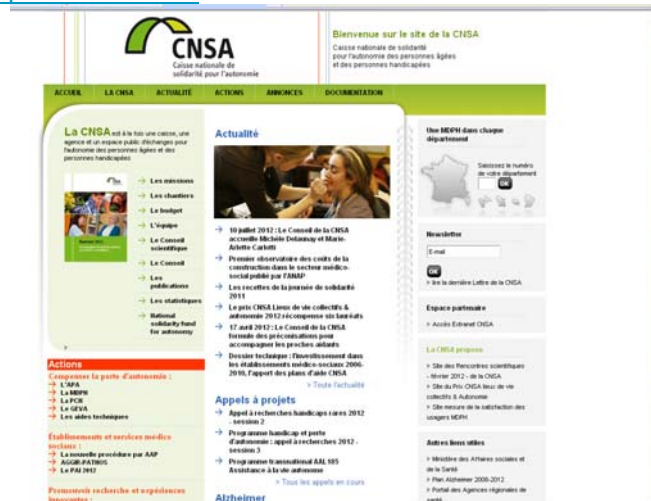 CNSA
Caisse nationale de
solidarité pour l'autonomie
Bienvenue sur le site de la CNSA
Caisse nationale de solidarité
pour l'autonomie des personnes âgées
et des personnes handicapées
ACCUEIL LA CNSA ACTUALITÉ ACTIONS ANNONCES DOCUMENTATION
La CNSA est à la fois une caisse, une
agence et un espace public d'échanges pour
l'autonomie des personnes âgées et des
personnes handicapées
Les missions
Les chantiers
Le budget
L'équipe
Le Conseil
scientifique
Le Conseil
Les
publications
Les statistiques
National
solidarity fund
for autonomy
Actions
Compenser la perte d'autonomie :
L'APA
La MDPH
La PCH
Le GEVA
Les aides techniques
Établissements et services médico
sociaux :
La nouvelle procédure par AAP
AGGIR-PATHOS
Le PAI 2012
Promouvoir recherche et expériences
innovantes :
Actualité
10 juillet 2012 : Le Conseil de la CNSA
accueille Michèle Delaunay et Marie-
Arlette Carlotti
Premier observatoire des coûts de la
construction dans le secteur médico-
social publié par l'ANAP
Les recettes de la journée de solidarité
2011
Le prix CNSA Lieux de vie collectifs &
autonomie 2012 récompense six lauréats
17 avril 2012 : Le Conseil de la CNSA
formule des préconisations pour
accompagner les proches aidants
Dossier technique : l'investissement dans
les établissements médico-sociaux 2006-
2010, l'apport des plans d'aide CNSA
> Toute l'actualité
Appels à projets
Appel à recherches handicaps rares 2012
- session 2
Programme handicap et perte
d'autonomie : appel à recherches 2012 -
session 3
Programme transnational AAL 185
Assistance à la vie autonome
> Tous les appels en cours
Alzheimer
Une MDPH dans chaque
département
Saisissez le numéro
de votre département
OK
Newsletter
E-mail
OK
> lire la dernière Lettre de la CNSA
Espace partenaire
> Accès Extranet CNSA
La CNSA propose
> Site des Rencontres scientifiques
- février 2012 - de la CNSA
> Site du Prix CNSA lieux de vie
collectifs & Autonomie
> Site mesure de la satisfaction des
usagers MDPH
Autres liens utiles
> Ministère des Affaires sociales et
de la Santé
> Plan Alzheimer 2008-2012
> Portail des Agences régionales de
santé